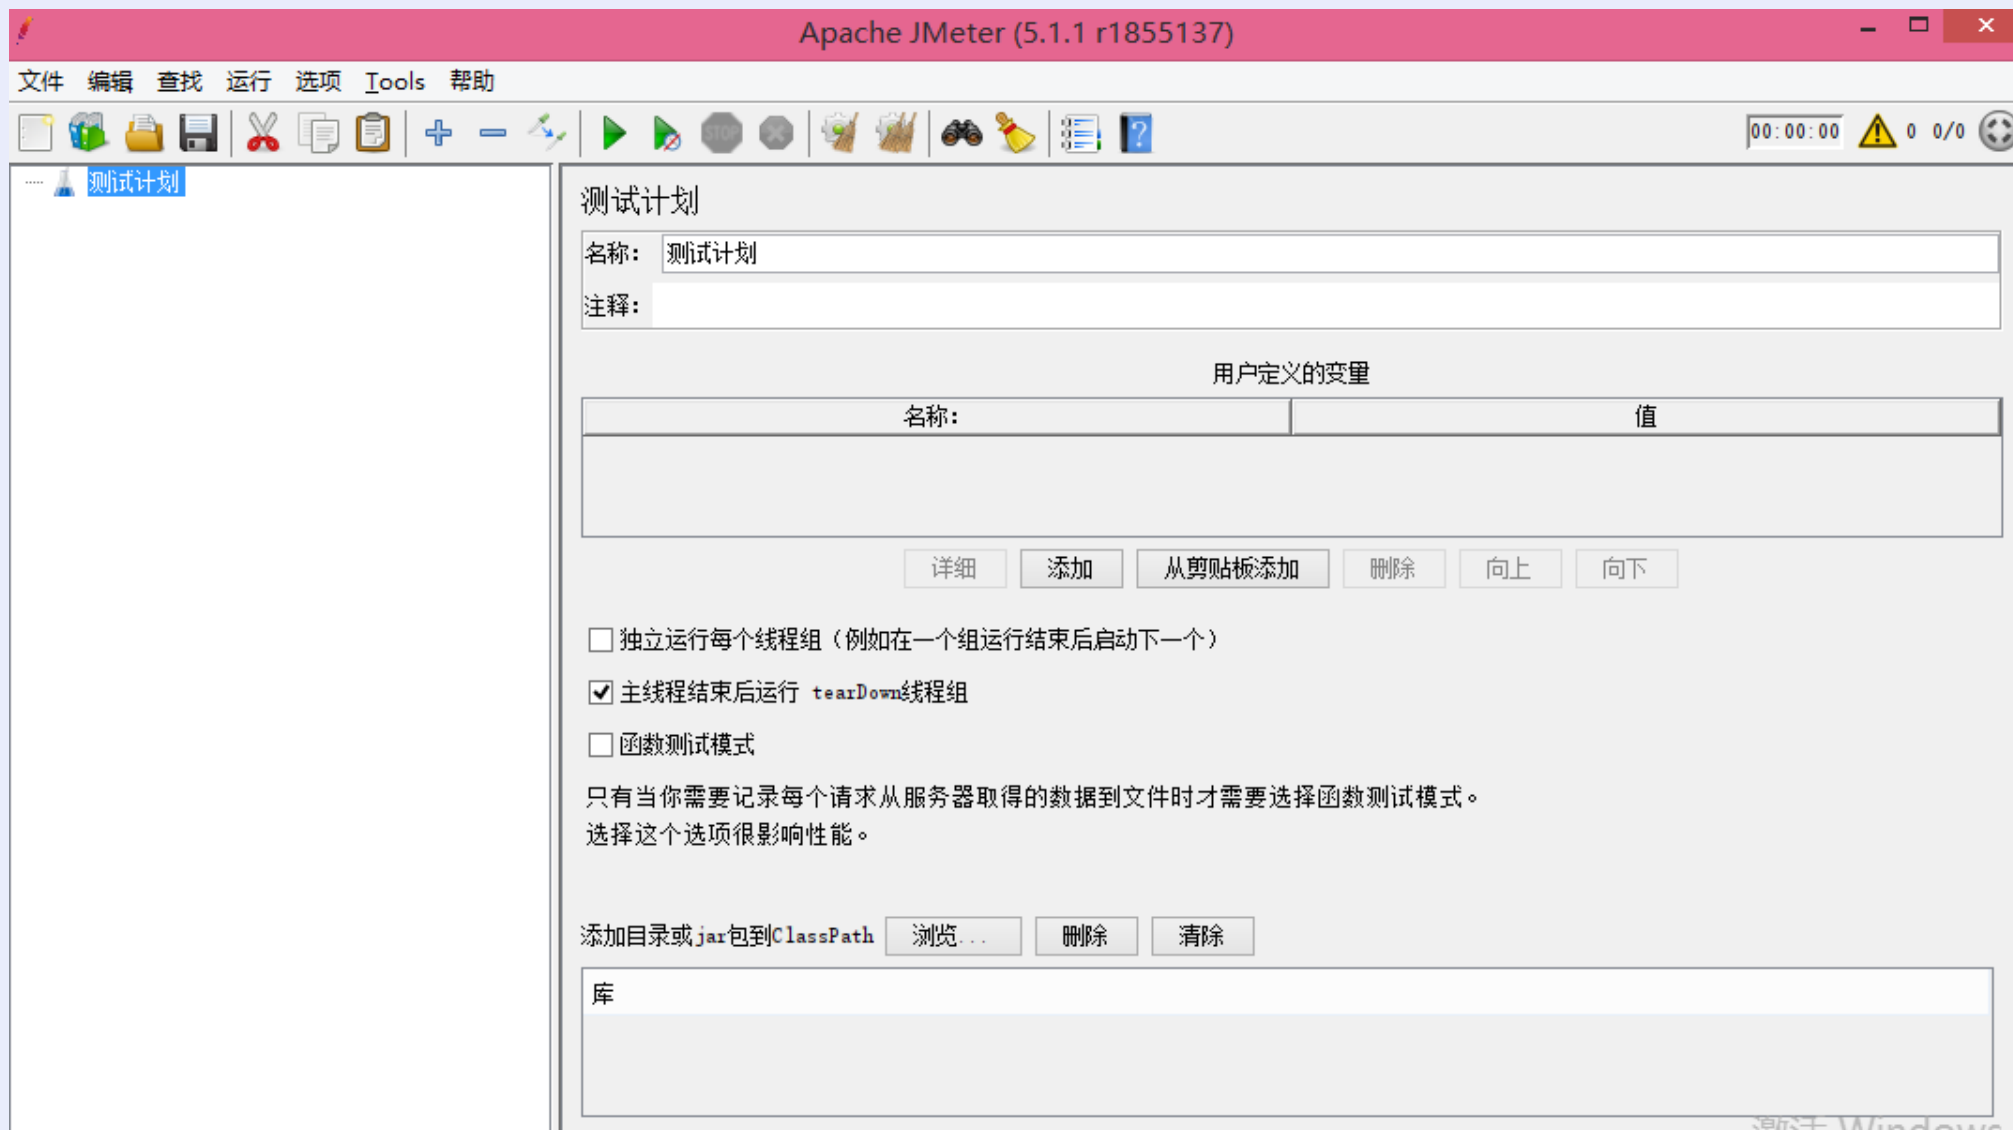 Apache JMeter (5.1.1 r1855137)
文件 编辑 查找 运行 选项 Tools 帮助
STOP
00:00:00 0 0/0
测试计划
测试计划
名称： 测试计划
注释：
用户定义的变量
名称： 值
详细 添加 从剪贴板添加 删除 向上 向下
独立运行每个线程组（例如在一个组运行结束后启动下一个）
主线程结束后运行 tearDown线程组
函数测试模式
只有当你需要记录每个请求从服务器取得的数据到文件时才需要选择函数测试模式。
选择这个选项很影响性能。
添加目录或jar包到ClassPath 浏览... 删除 清除
库
激活 Windows